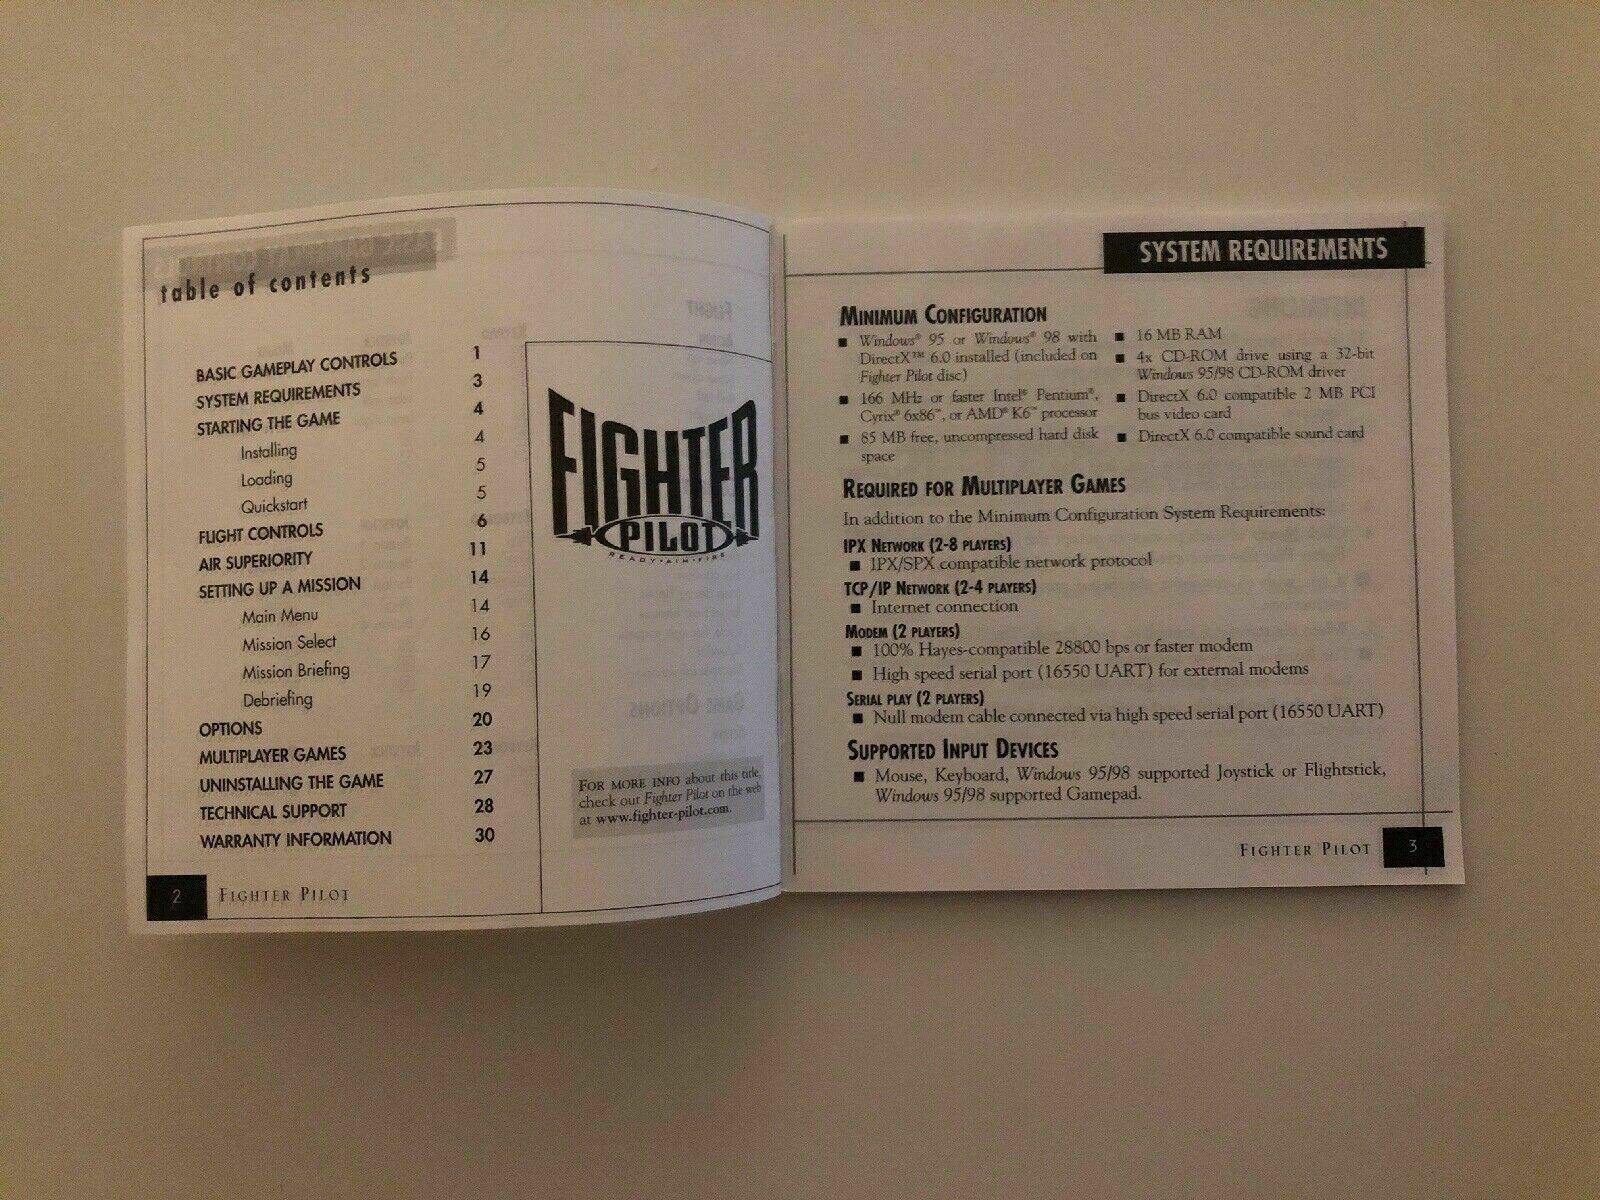 table of contents
BASIC GAMEPLAY CONTROLS 1
SYSTEM REQUIREMENTS 3
STARTING THE GAME 4
Installing 4
Loading 5
Quickstart 5
FLIGHT CONTROLS 6
AIR SUPERIORITY 11
SETTING UP A MISSION 14
Main Menu 14
Mission Select 16
Mission Briefing 17
Debriefing 19
OPTIONS 20
MULTIPLAYER GAMES 23
UNINSTALLING THE GAME 27
TECHNICAL SUPPORT 28
WARRANTY INFORMATION 30
FIGHTER
PILOT
READY•AIM•FIRE
FOR MORE INFO about this title,
check out Fighter Pilot on the web
at www.fighter-pilot.com.
2 FIGHTER PILOT
SYSTEM REQUIREMENTS
MINIMUM CONFIGURATION
■ Windows® 95 or Windows® 98 with
DirectX™ 6.0 installed (included on
Fighter Pilot disc)
■ 166 MHz or faster Intel® Pentium®,
Cyrix® 6x86™, or AMD® K6™ processor
■ 85 MB free, uncompressed hard disk
space
■ 16 MB RAM
■ 4x CD-ROM drive using a 32-bit
Windows 95/98 CD-ROM driver
■ DirectX 6.0 compatible 2 MB PCI
bus video card
■ DirectX 6.0 compatible sound card
REQUIRED FOR MULTIPLAYER GAMES
In addition to the Minimum Configuration System Requirements:
IPX NETWORK (2-8 PLAYERS)
■ IPX/SPX compatible network protocol
TCP/IP NETWORK (2-4 PLAYERS)
■ Internet connection
MODEM (2 PLAYERS)
■ 100% Hayes-compatible 28800 bps or faster modem
■ High speed serial port (16550 UART) for external modems
SERIAL PLAY (2 PLAYERS)
■ Null modem cable connected via high speed serial port (16550 UART)
SUPPORTED INPUT DEVICES
■ Mouse, Keyboard, Windows 95/98 supported Joystick or Flightstick,
Windows 95/98 supported Gamepad.
FIGHTER PILOT 3